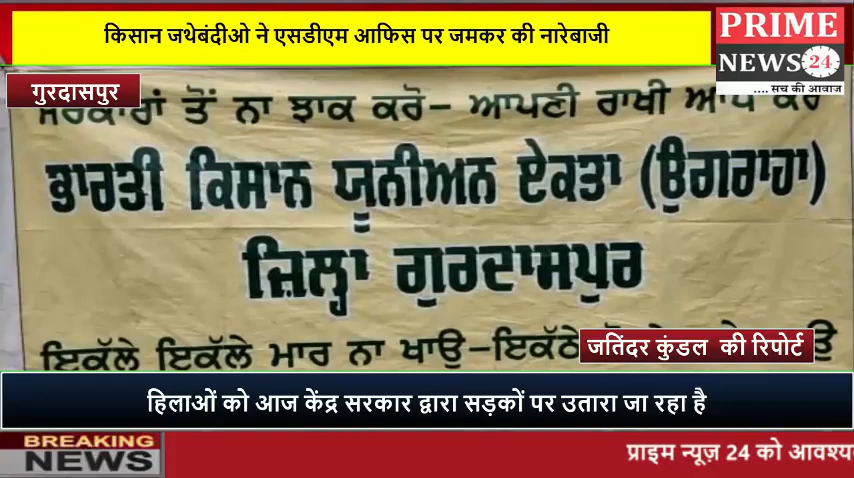 किसान जथेबंदीओ ने एसडीएम आफिस पर जमकर की नारेबाजी
PRIME
NEWS 24
.... सच की आवाज
गुरदासपुर
ਸਰਕਾਰਾਂ ਤੋਂ ਨਾ ਝਾਕ ਕਰੋ- ਆਪਣੀ ਰਾਖੀ ਆਪ ਕਰੋ
ਭਾਰਤੀ ਕਿਸਾਨ ਯੂਨੀਅਨ ਏਕਤਾ (ਉਗਰਾਹਾ)
ਜ਼ਿਲ੍ਹਾ ਗੁਰਦਾਸਪੁਰ
ਇਕੱਲੇ ਇਕੱਲੇ ਮਾਰ ਨਾ ਖਾਉ-ਇਕੱਠੇ
जतिंदर कुंडल की रिपोर्ट
हिलाओं को आज केंद्र सरकार द्वारा सड़कों पर उतारा जा रहा है
BREAKING
NEWS
प्राइम न्यूज़ 24 को आवश्य